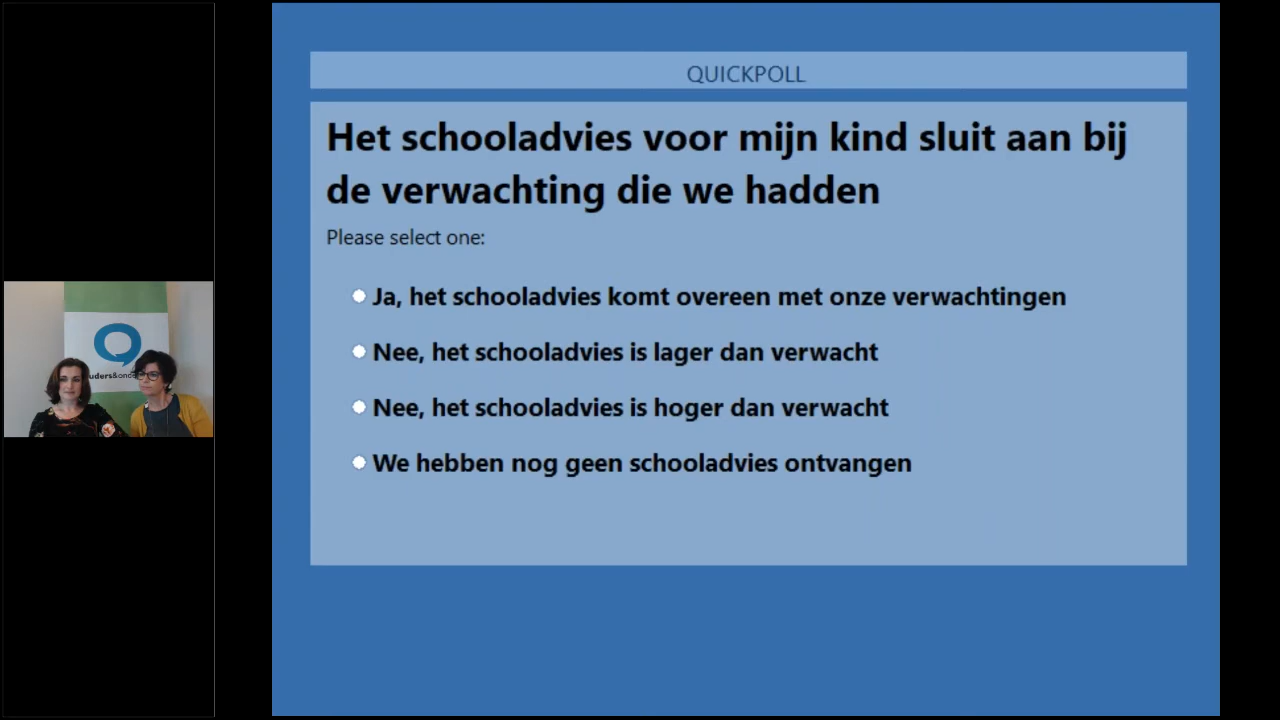 QUICKPOLL
Het schooladvies voor mijn kind sluit aan bij
de verwachting die we hadden
Please select one:
Ja, het schooladvies komt overeen met onze verwachtingen
Nee, het schooladvies is lager dan verwacht
Nee, het schooladvies is hoger dan verwacht
We hebben nog geen schooladvies ontvangen